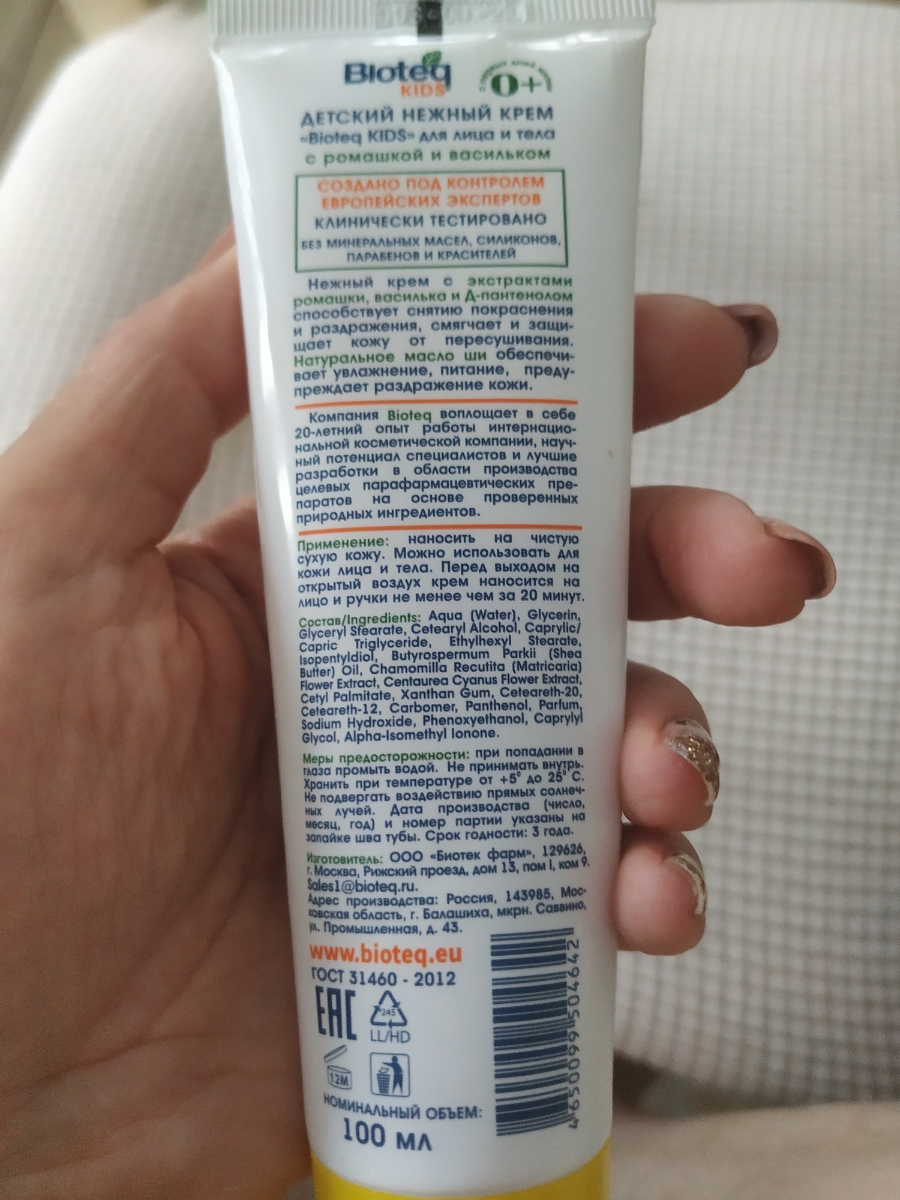 Bioteq
KIDS
0+
ДЕТСКИЙ НЕЖНЫЙ КРЕМ
«Bioteq KIDS» для лица и тела
с ромашкой и васильком
СОЗДАНО ПОД КОНТРОЛЕМ
ЕВРОПЕЙСКИХ ЭКСПЕРТОВ
КЛИНИЧЕСКИ ТЕСТИРОВАНО
БЕЗ МИНЕРАЛЬНЫХ МАСЕЛ, СИЛИКОНОВ,
ПАРАБЕНОВ И КРАСИТЕЛЕЙ
Нежный крем с экстрактами
ромашки, василька и Д-пантенолом
способствует снятию покраснения
и раздражения, смягчает и защи-
щает кожу от пересушивания.
Натуральное масло ши обеспечи-
вает увлажнение, питание, преду-
преждает раздражение кожи.
Компания Bioteq воплощает в себе
20-летний опыт работы интернацио-
нальной косметической компании, науч-
ный потенциал специалистов и лучшие
разработки в области производства
целевых парафармацевтических пре-
паратов на основе проверенных
природных ингредиентов.
Применение: наносить на чистую
сухую кожу. Можно использовать для
кожи лица и тела. Перед выходом на
открытый воздух крем наносится на
лицо и ручки не менее чем за 20 минут.
Состав/Ingredients: Aqua (Water), Glycerin,
Glyceryl Stearate, Cetearyl Alcohol, Caprylic/
Capric Triglyceride, Ethylhexyl Stearate,
Isopentyldiol, Butyrospermum Parkii (Shea
Butter) Oil, Chamomilla Recutita (Matricaria)
Flower Extract, Centaurea Cyanus Flower Extract,
Cetyl Palmitate, Xanthan Gum, Ceteareth-20,
Ceteareth-12, Carbomer, Panthenol, Parfum,
Sodium Hydroxide, Phenoxyethanol, Caprylyl
Glycol, Alpha-Isomethyl Ionone.
Меры предосторожности: при попадании в
глаза промыть водой. Не принимать внутрь.
Хранить при температуре от +5° до 25° С.
Не подвергать воздействию прямых солнеч-
ных лучей. Дата производства (число,
месяц, год) и номер партии указаны на
запайке шва тубы. Срок годности: 3 года.
Изготовитель: ООО «Биотек фарм», 129626,
г. Москва, Рижский проезд, дом 13, пом I, ком 9.
Sales1@bioteq.ru.
Адрес производства: Россия, 143985, Мос-
ковская область, г. Балашиха, мкрн. Саввино,
ул. Промышленная, д. 43.
www.bioteq.eu
ГОСТ 31460 - 2012
ЕАС
245
LL/HD
12M
НОМИНАЛЬНЫЙ ОБЪЕМ:
100 МЛ
4650099504642